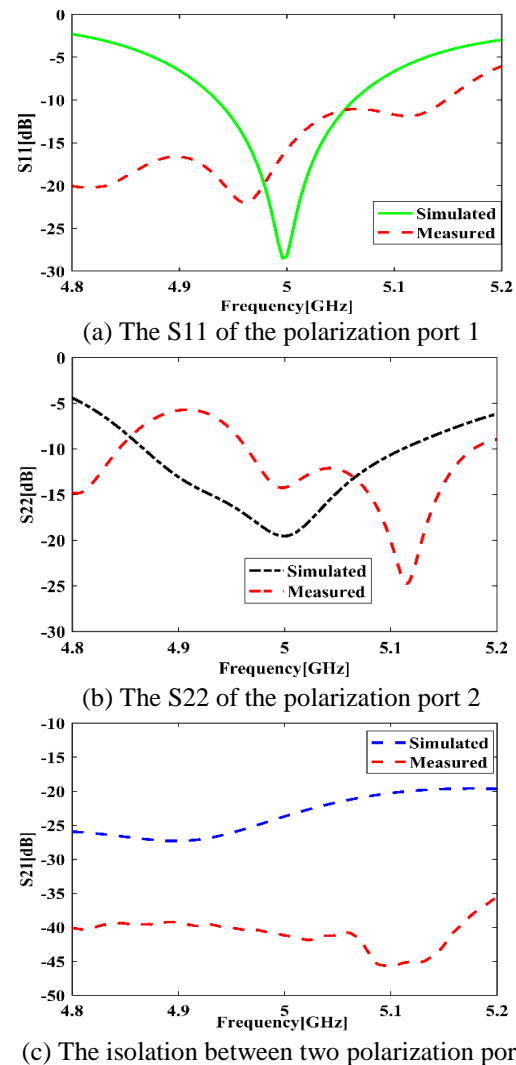 0
-5
-10
-15
-20
-25
-30
S11[dB]
Simulated
Measured
4.8 4.9 5 5.1 5.2
Frequency[GHz]
(a) The S11 of the polarization port 1
0
-5
-10
-15
-20
-25
-30
S22[dB]
Simulated
Measured
4.8 4.9 5 5.1 5.2
Frequency[GHz]
(b) The S22 of the polarization port 2
-10
-15
-20
-25
-30
-35
-40
-45
-50
S21[dB]
Simulated
Measured
4.8 4.9 5 5.1 5.2
Frequency[GHz]
(c) The isolation between two polarization por